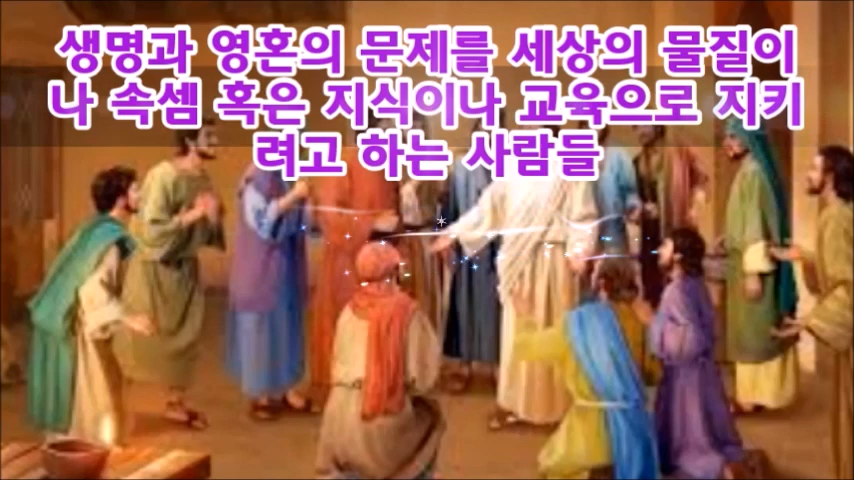 생명과 영혼의 문제를 세상의 물질이
나 속셈 혹은 지식이나 교육으로 지키
려고 하는 사람들